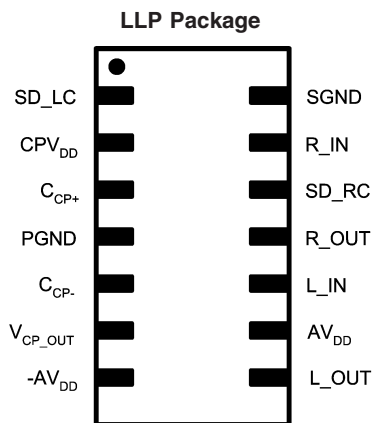 LLP Package
SD_LC SGND
CPVDD R_IN
CCP+ SD_RC
PGND R_OUT
CCP- L_IN
VCP_OUT AVDD
-AVDD L_OUT